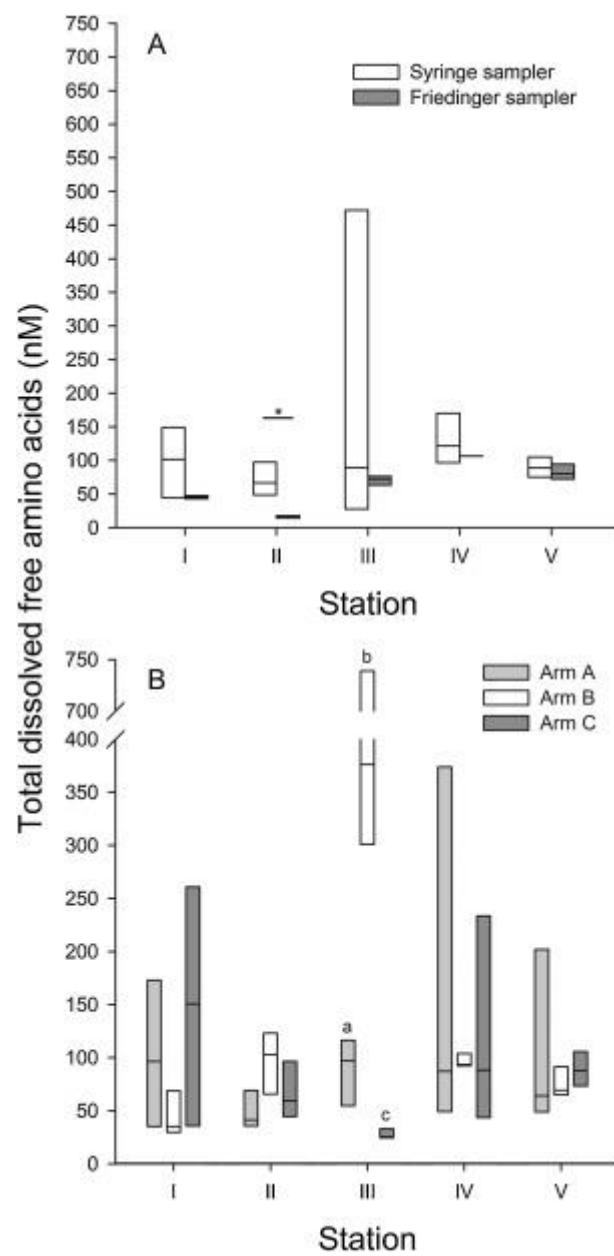 Total dissolved free amino acids (nM)
A
Syringe sampler
Friedinger sampler
750
700
650
600
550
500
450
400
350
300
250
200
150
100
50
0
*
I II III IV V
Station
B
Arm A
Arm B
Arm C
750
700
400
350
300
250
200
150
100
50
0
b
a
c
I II III IV V
Station